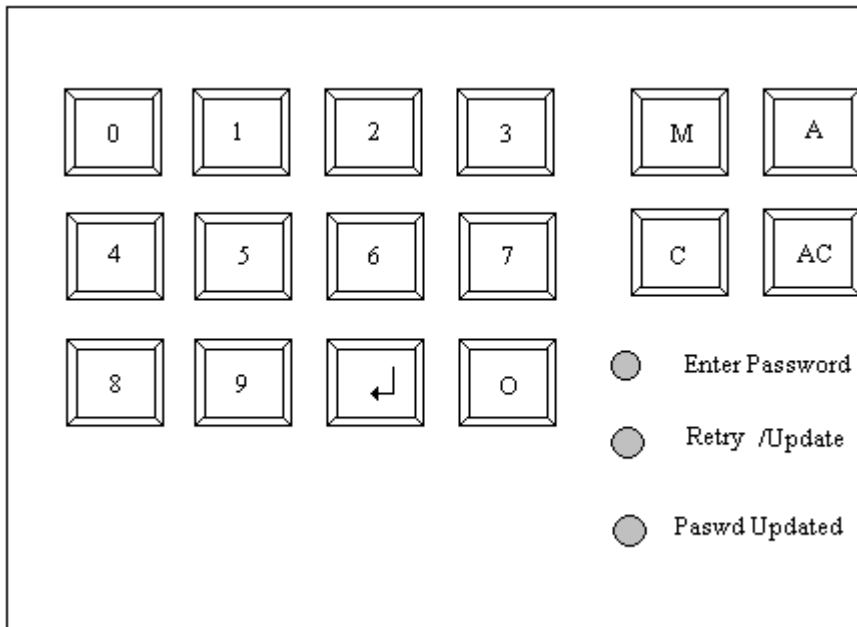 0 1 2 3 M A
4 5 6 7 C AC
8 9 ↵ O
Enter Password
Retry /Update
Paswd Updated